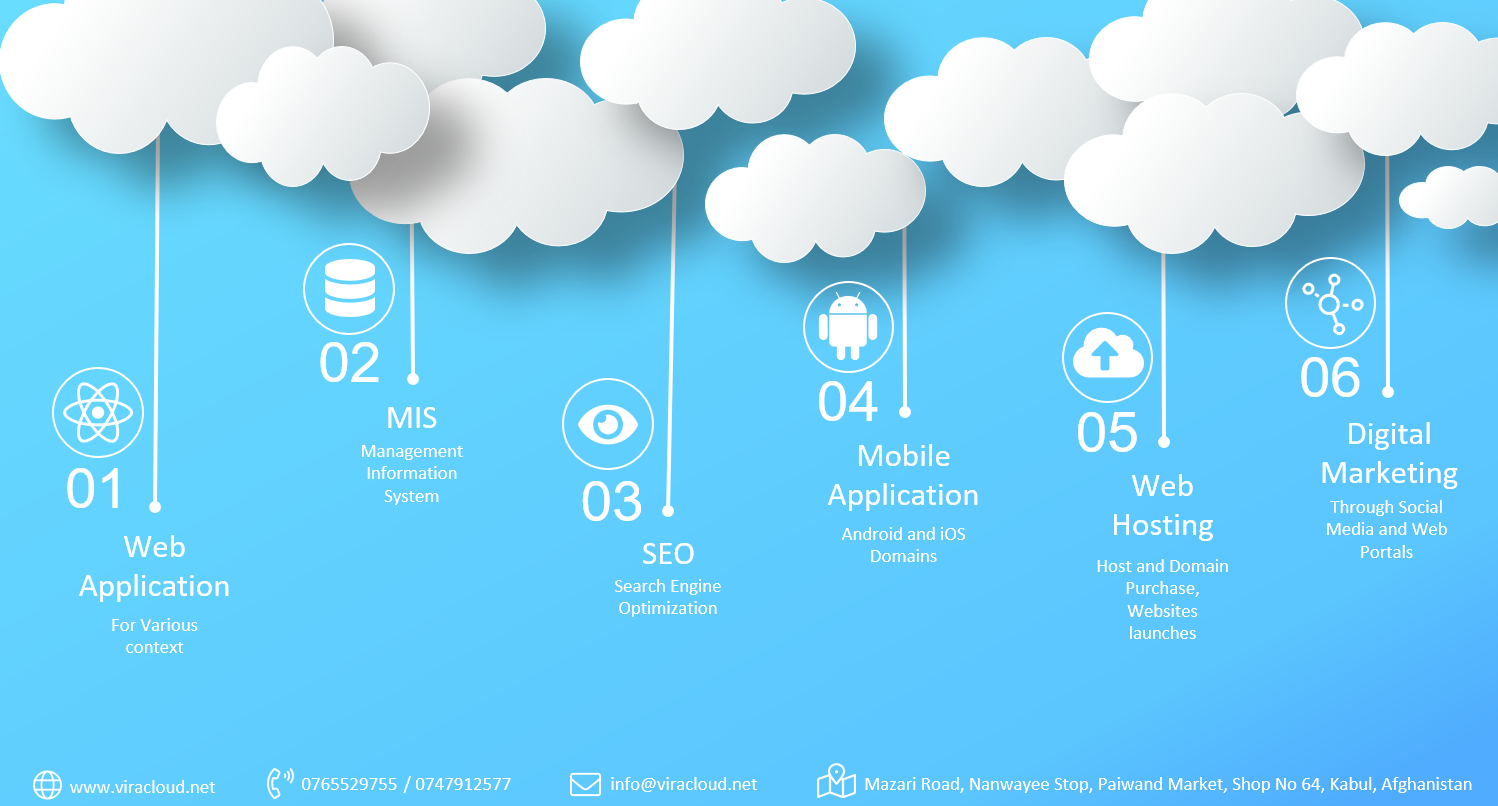 01
Web
Application
For Various
context
02
MIS
Management
Information
System
03
SEO
Search Engine
Optimization
04
Mobile
Application
Android and iOS
Domains
05
Web
Hosting
Host and Domain
Purchase,
Websites
launches
06
Digital
Marketing
Through Social
Media and Web
Portals
www.viracloud.net
0765529755 / 0747912577
info@viracloud.net
Mazari Road, Nanwayee Stop, Paiwand Market, Shop No 64, Kabul, Afghanistan